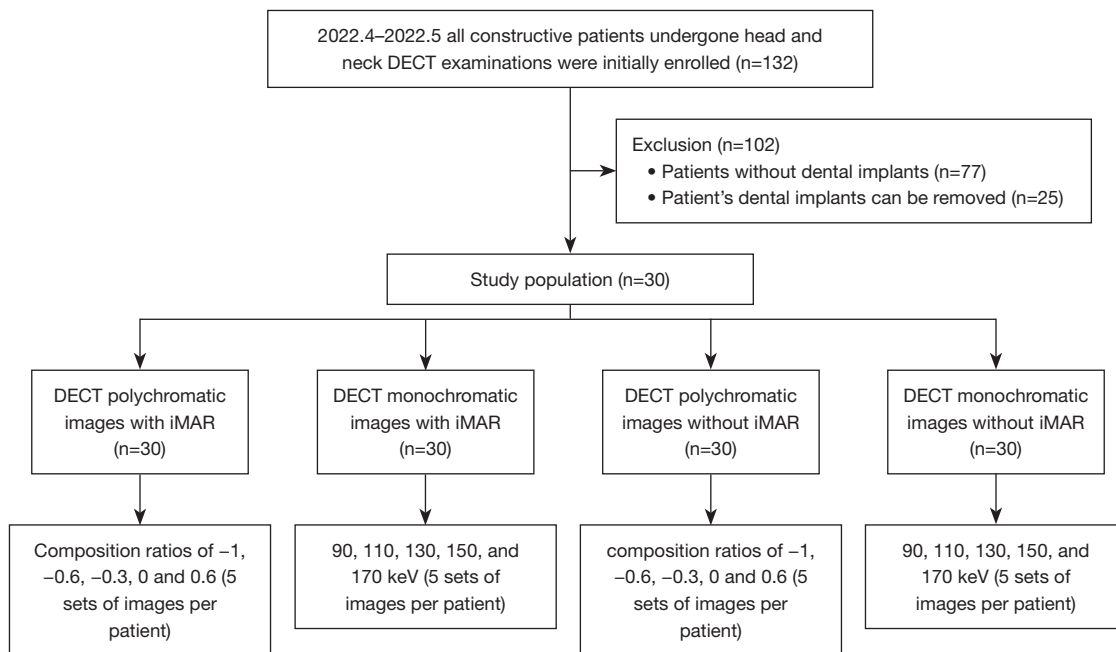 2022.4–2022.5 all constructive patients undergone head and
neck DECT examinations were initially enrolled (n=132)
Exclusion (n=102)
• Patients without dental implants (n=77)
• Patient’s dental implants can be removed (n=25)
Study population (n=30)
DECT polychromatic
images with iMAR
(n=30)
DECT monochromatic
images with iMAR
(n=30)
DECT polychromatic
images without iMAR
(n=30)
DECT monochromatic
images without iMAR
(n=30)
Composition ratios of −1,
−0.6, −0.3, 0 and 0.6 (5
sets of images per
patient)
90, 110, 130, 150, and
170 keV (5 sets of
images per patient)
composition ratios of −1,
−0.6, −0.3, 0 and 0.6 (5
sets of images per
patient)
90, 110, 130, 150, and
170 keV (5 sets of
images per patient)